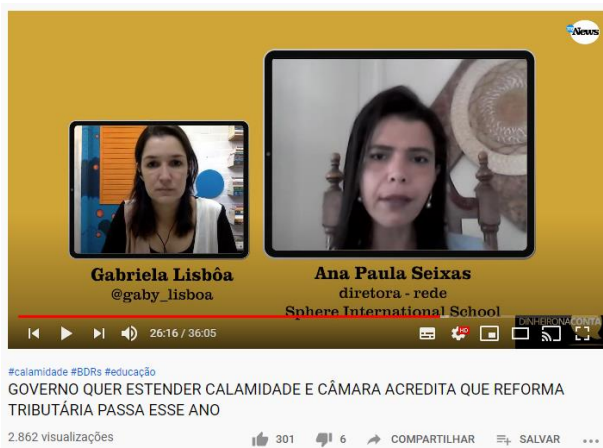 myNews
Gabriela Lisbôa
@gaby_lisboa
Ana Paula Seixas
diretora - rede
Sphere International School
DINHEIRONACONTA
26:16 / 36:05
HD
#calamidade #BDRs #educação
GOVERNO QUER ESTENDER CALAMIDADE E CÂMARA ACREDITA QUE REFORMA
TRIBUTÁRIA PASSA ESSE ANO
2.862 visualizações
301
6
COMPARTILHAR
SALVAR